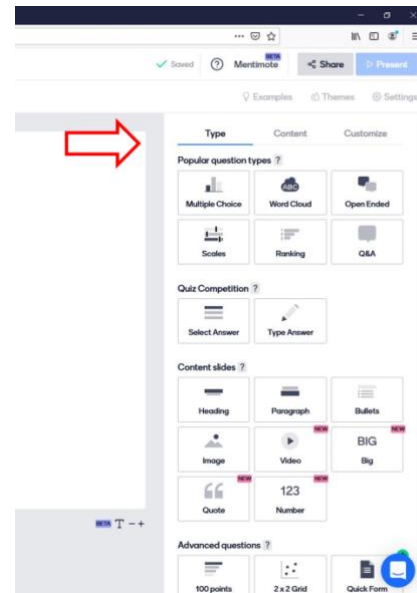 BETA
Saved ? Mentimote Share Present
Examples Themes Settings
Type Content Customize
Popular question types ?
ABC
Multiple Choice Word Cloud Open Ended
Scales Ranking Q&A
Quiz Competition ?
Select Answer Type Answer
Content slides ?
Heading Paragraph Bullets
NEW NEW
BIG
Image Video Big
NEW NEW
123
Quote Number
BETA T - +
Advanced questions ?
100 points 2 x 2 Grid Quick Form